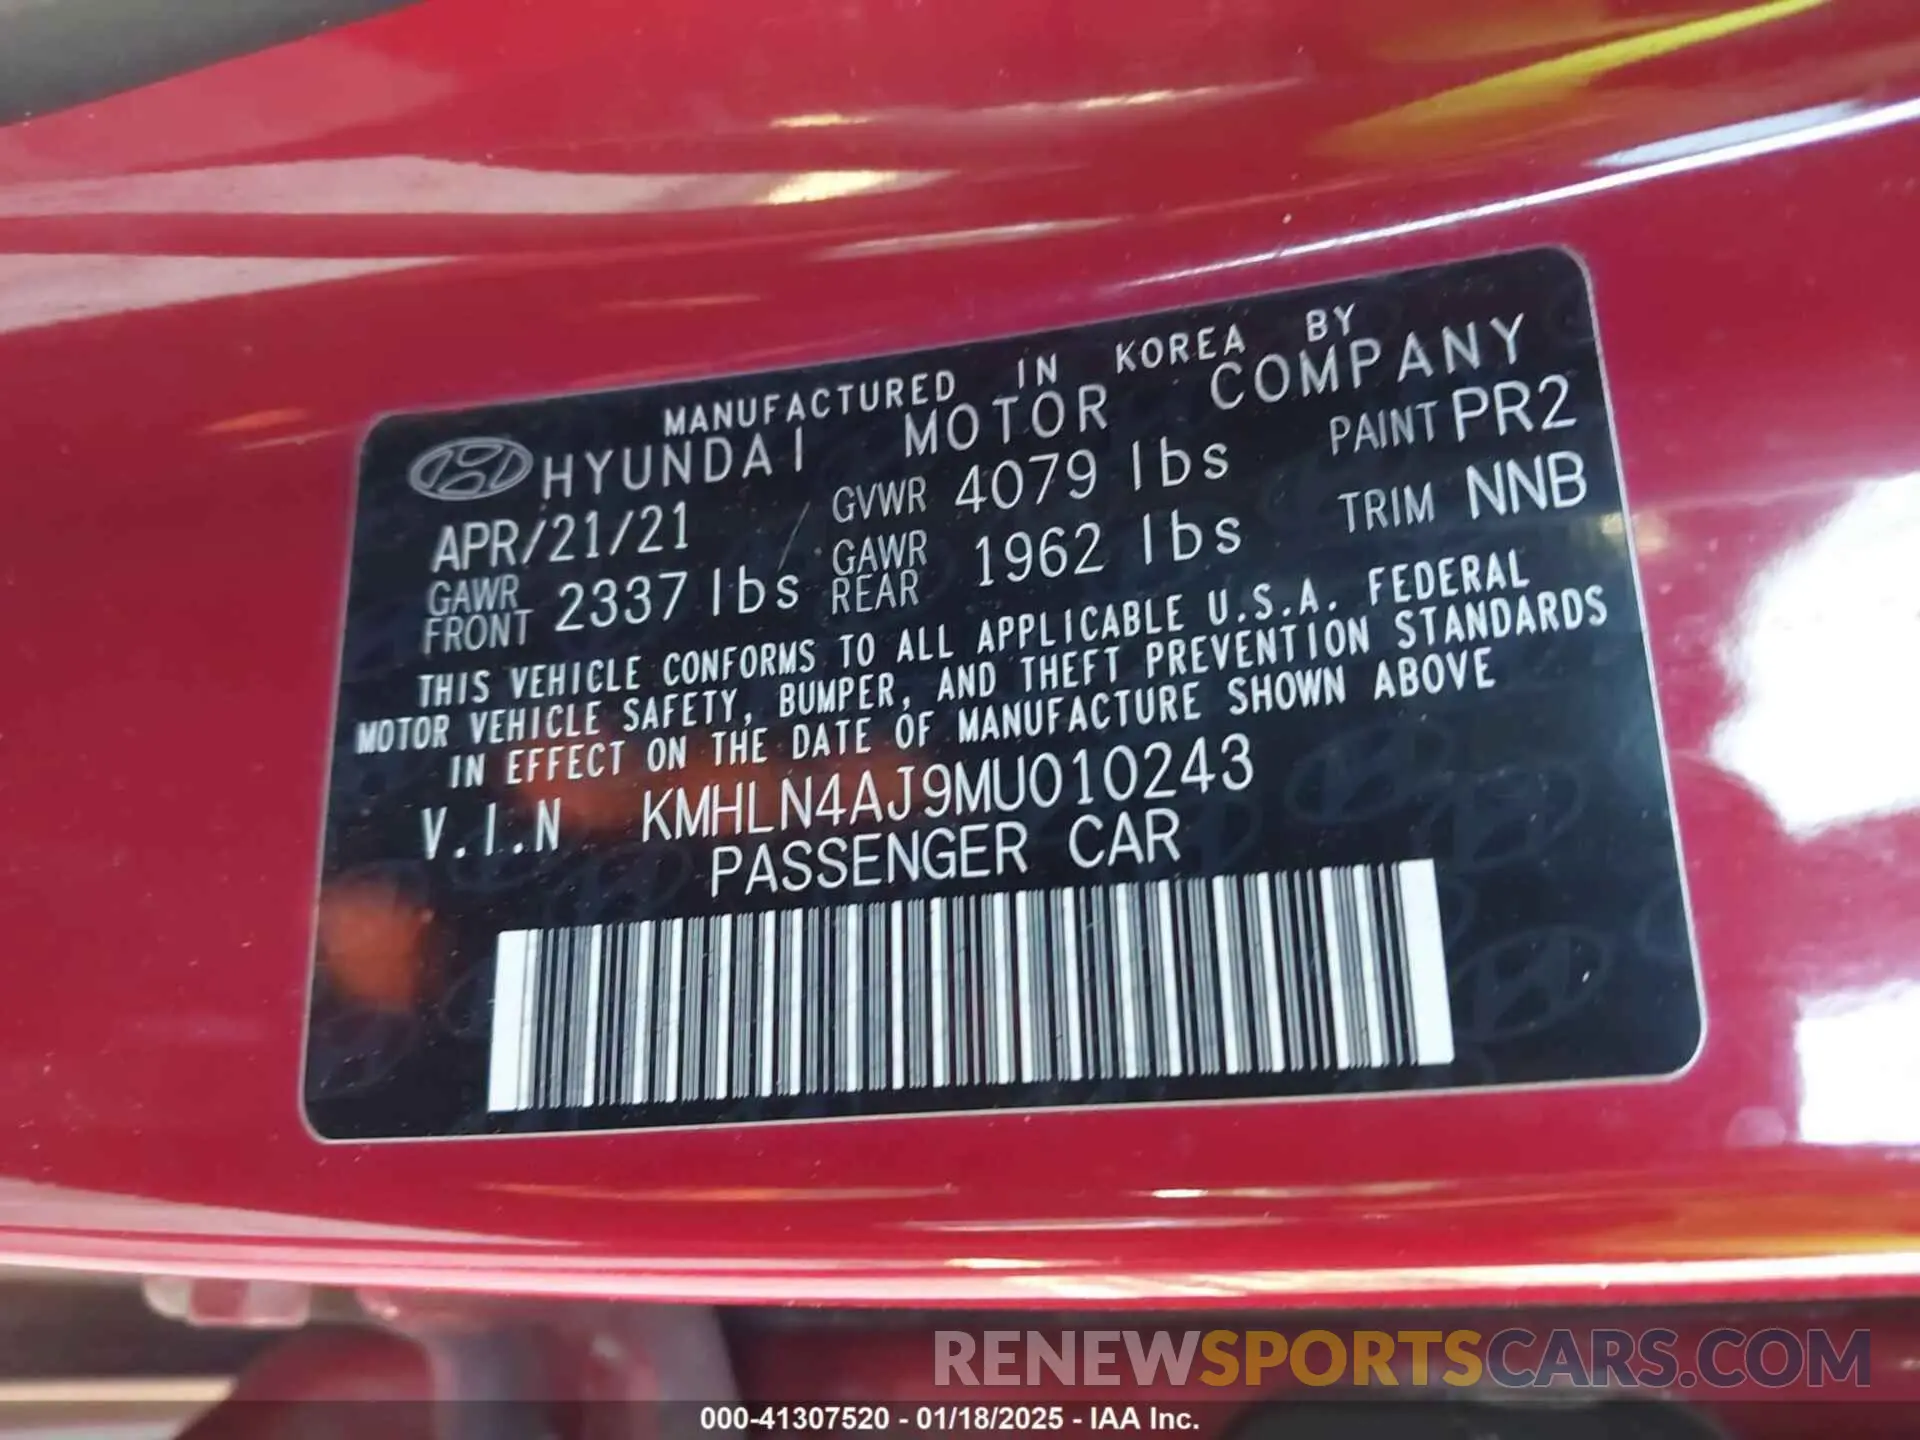 MANUFACTURED IN KOREA BY
HYUNDAI MOTOR COMPANY
APR/21/21 GVWR 4079 lbs PAINT PR2
GAWR FRONT 2337 lbs GAWR REAR 1962 lbs TRIM NNB
THIS VEHICLE CONFORMS TO ALL APPLICABLE U.S.A. FEDERAL
MOTOR VEHICLE SAFETY, BUMPER, AND THEFT PREVENTION STANDARDS
IN EFFECT ON THE DATE OF MANUFACTURE SHOWN ABOVE
V.I.N KMHLN4AJ9MU010243
PASSENGER CAR
RENEWSPORTSCARS.COM
000-41307520 - 01/18/2025 - IAA Inc.